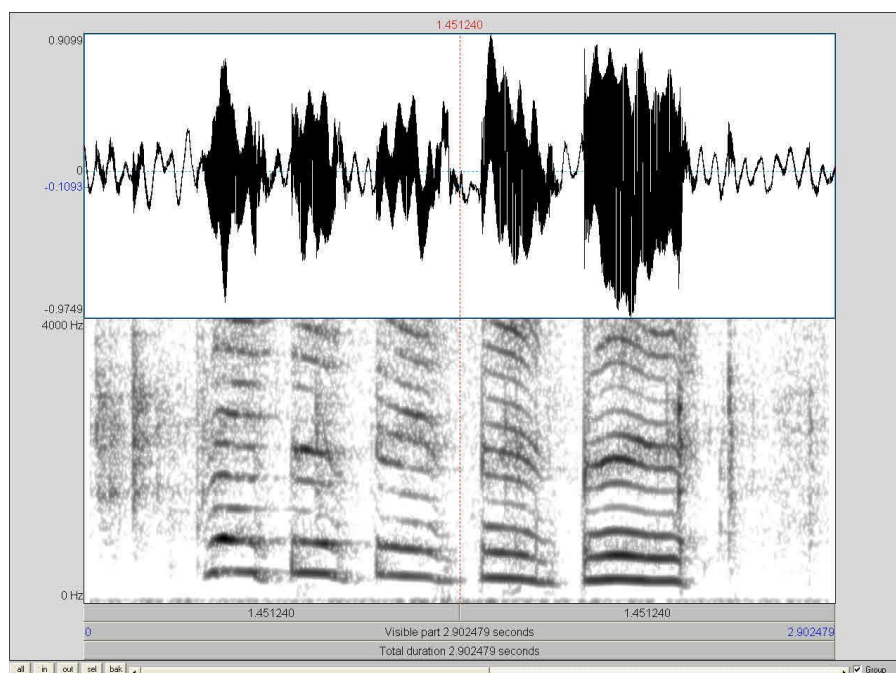 1.451240
0.9099
0
-0.1093
-0.9749
4000 Hz
0 Hz
1.451240 1.451240
0 Visible part 2.902479 seconds 2.902479
Total duration 2.902479 seconds
all in out sel bak Group